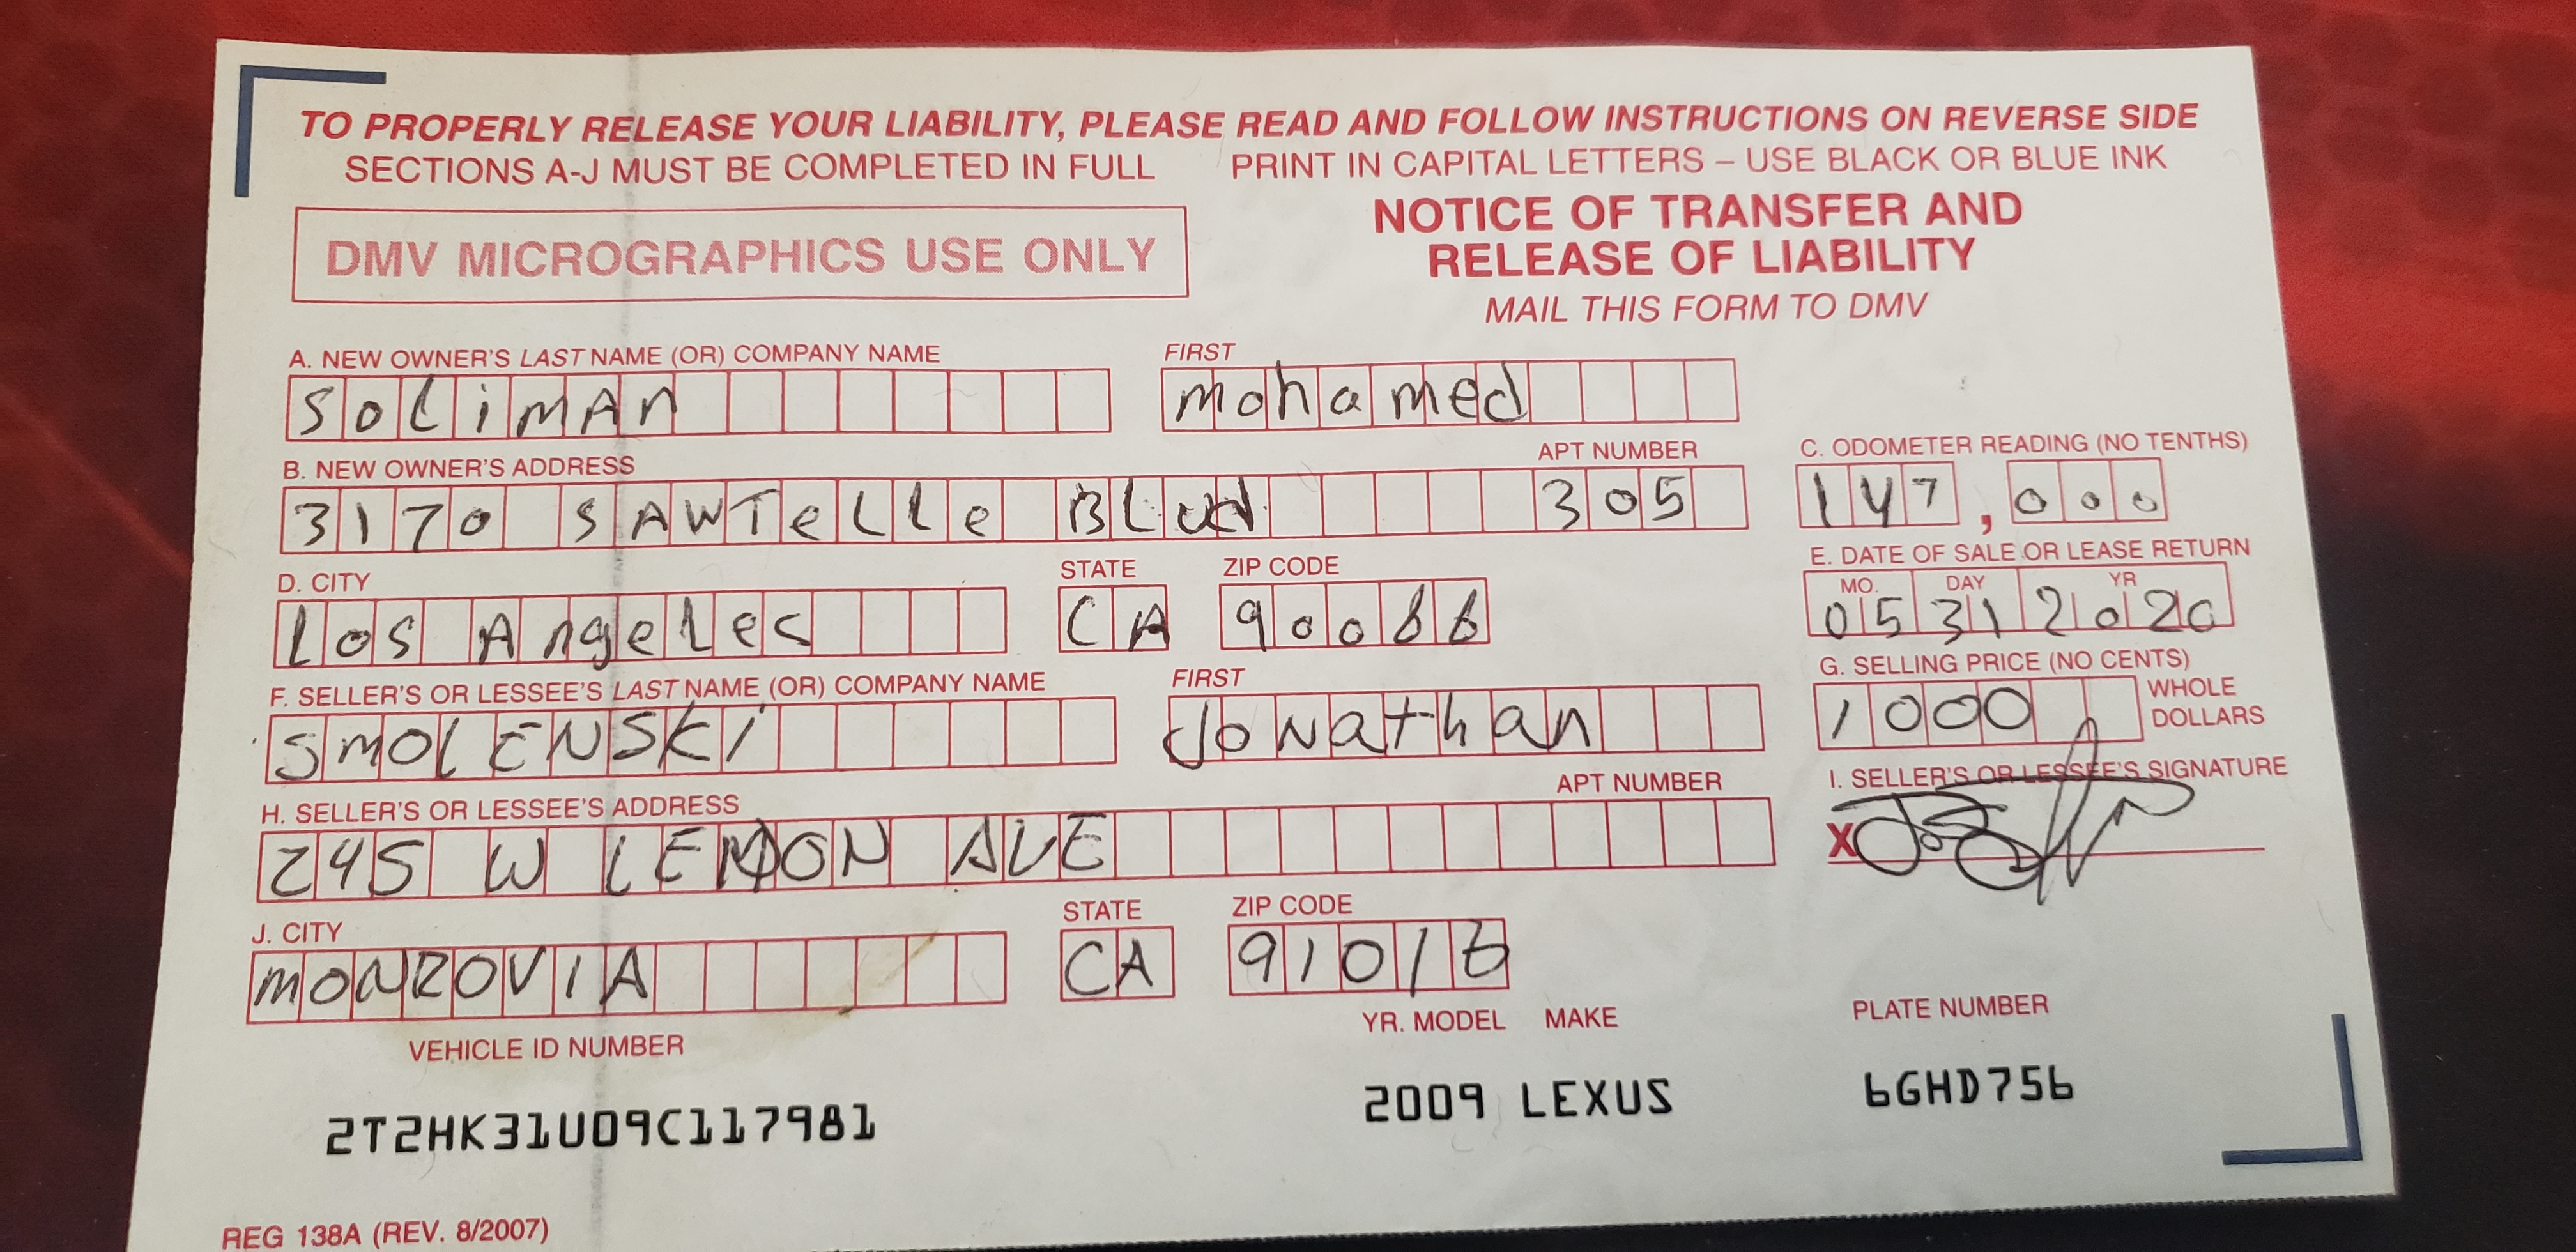 TO PROPERLY RELEASE YOUR LIABILITY, PLEASE READ AND FOLLOW INSTRUCTIONS ON REVERSE SIDE
SECTIONS A-J MUST BE COMPLETED IN FULL PRINT IN CAPITAL LETTERS – USE BLACK OR BLUE INK
DMV MICROGRAPHICS USE ONLY
NOTICE OF TRANSFER AND
RELEASE OF LIABILITY
MAIL THIS FORM TO DMV
A. NEW OWNER'S LAST NAME (OR) COMPANY NAME FIRST
SoLiMAn mohamed
B. NEW OWNER'S ADDRESS APT NUMBER C. ODOMETER READING (NO TENTHS)
3170 SAWTeLLe BLvd 305 147,000
D. CITY STATE ZIP CODE E. DATE OF SALE OR LEASE RETURN
MO. DAY YR
Los AngeLes CA 90066 05 31 2020
F. SELLER'S OR LESSEE'S LAST NAME (OR) COMPANY NAME FIRST G. SELLING PRICE (NO CENTS)
SMOLENSKI JoNathan 1000 WHOLE
DOLLARS
H. SELLER'S OR LESSEE'S ADDRESS APT NUMBER I. SELLER'S OR LESSEE'S SIGNATURE
245 W LEMON AVE X
J. CITY STATE ZIP CODE
MONROVIA CA 91016
VEHICLE ID NUMBER YR. MODEL MAKE PLATE NUMBER
2T2HK31U09C117981 2009 LEXUS 6GHD756
REG 138A (REV. 8/2007)